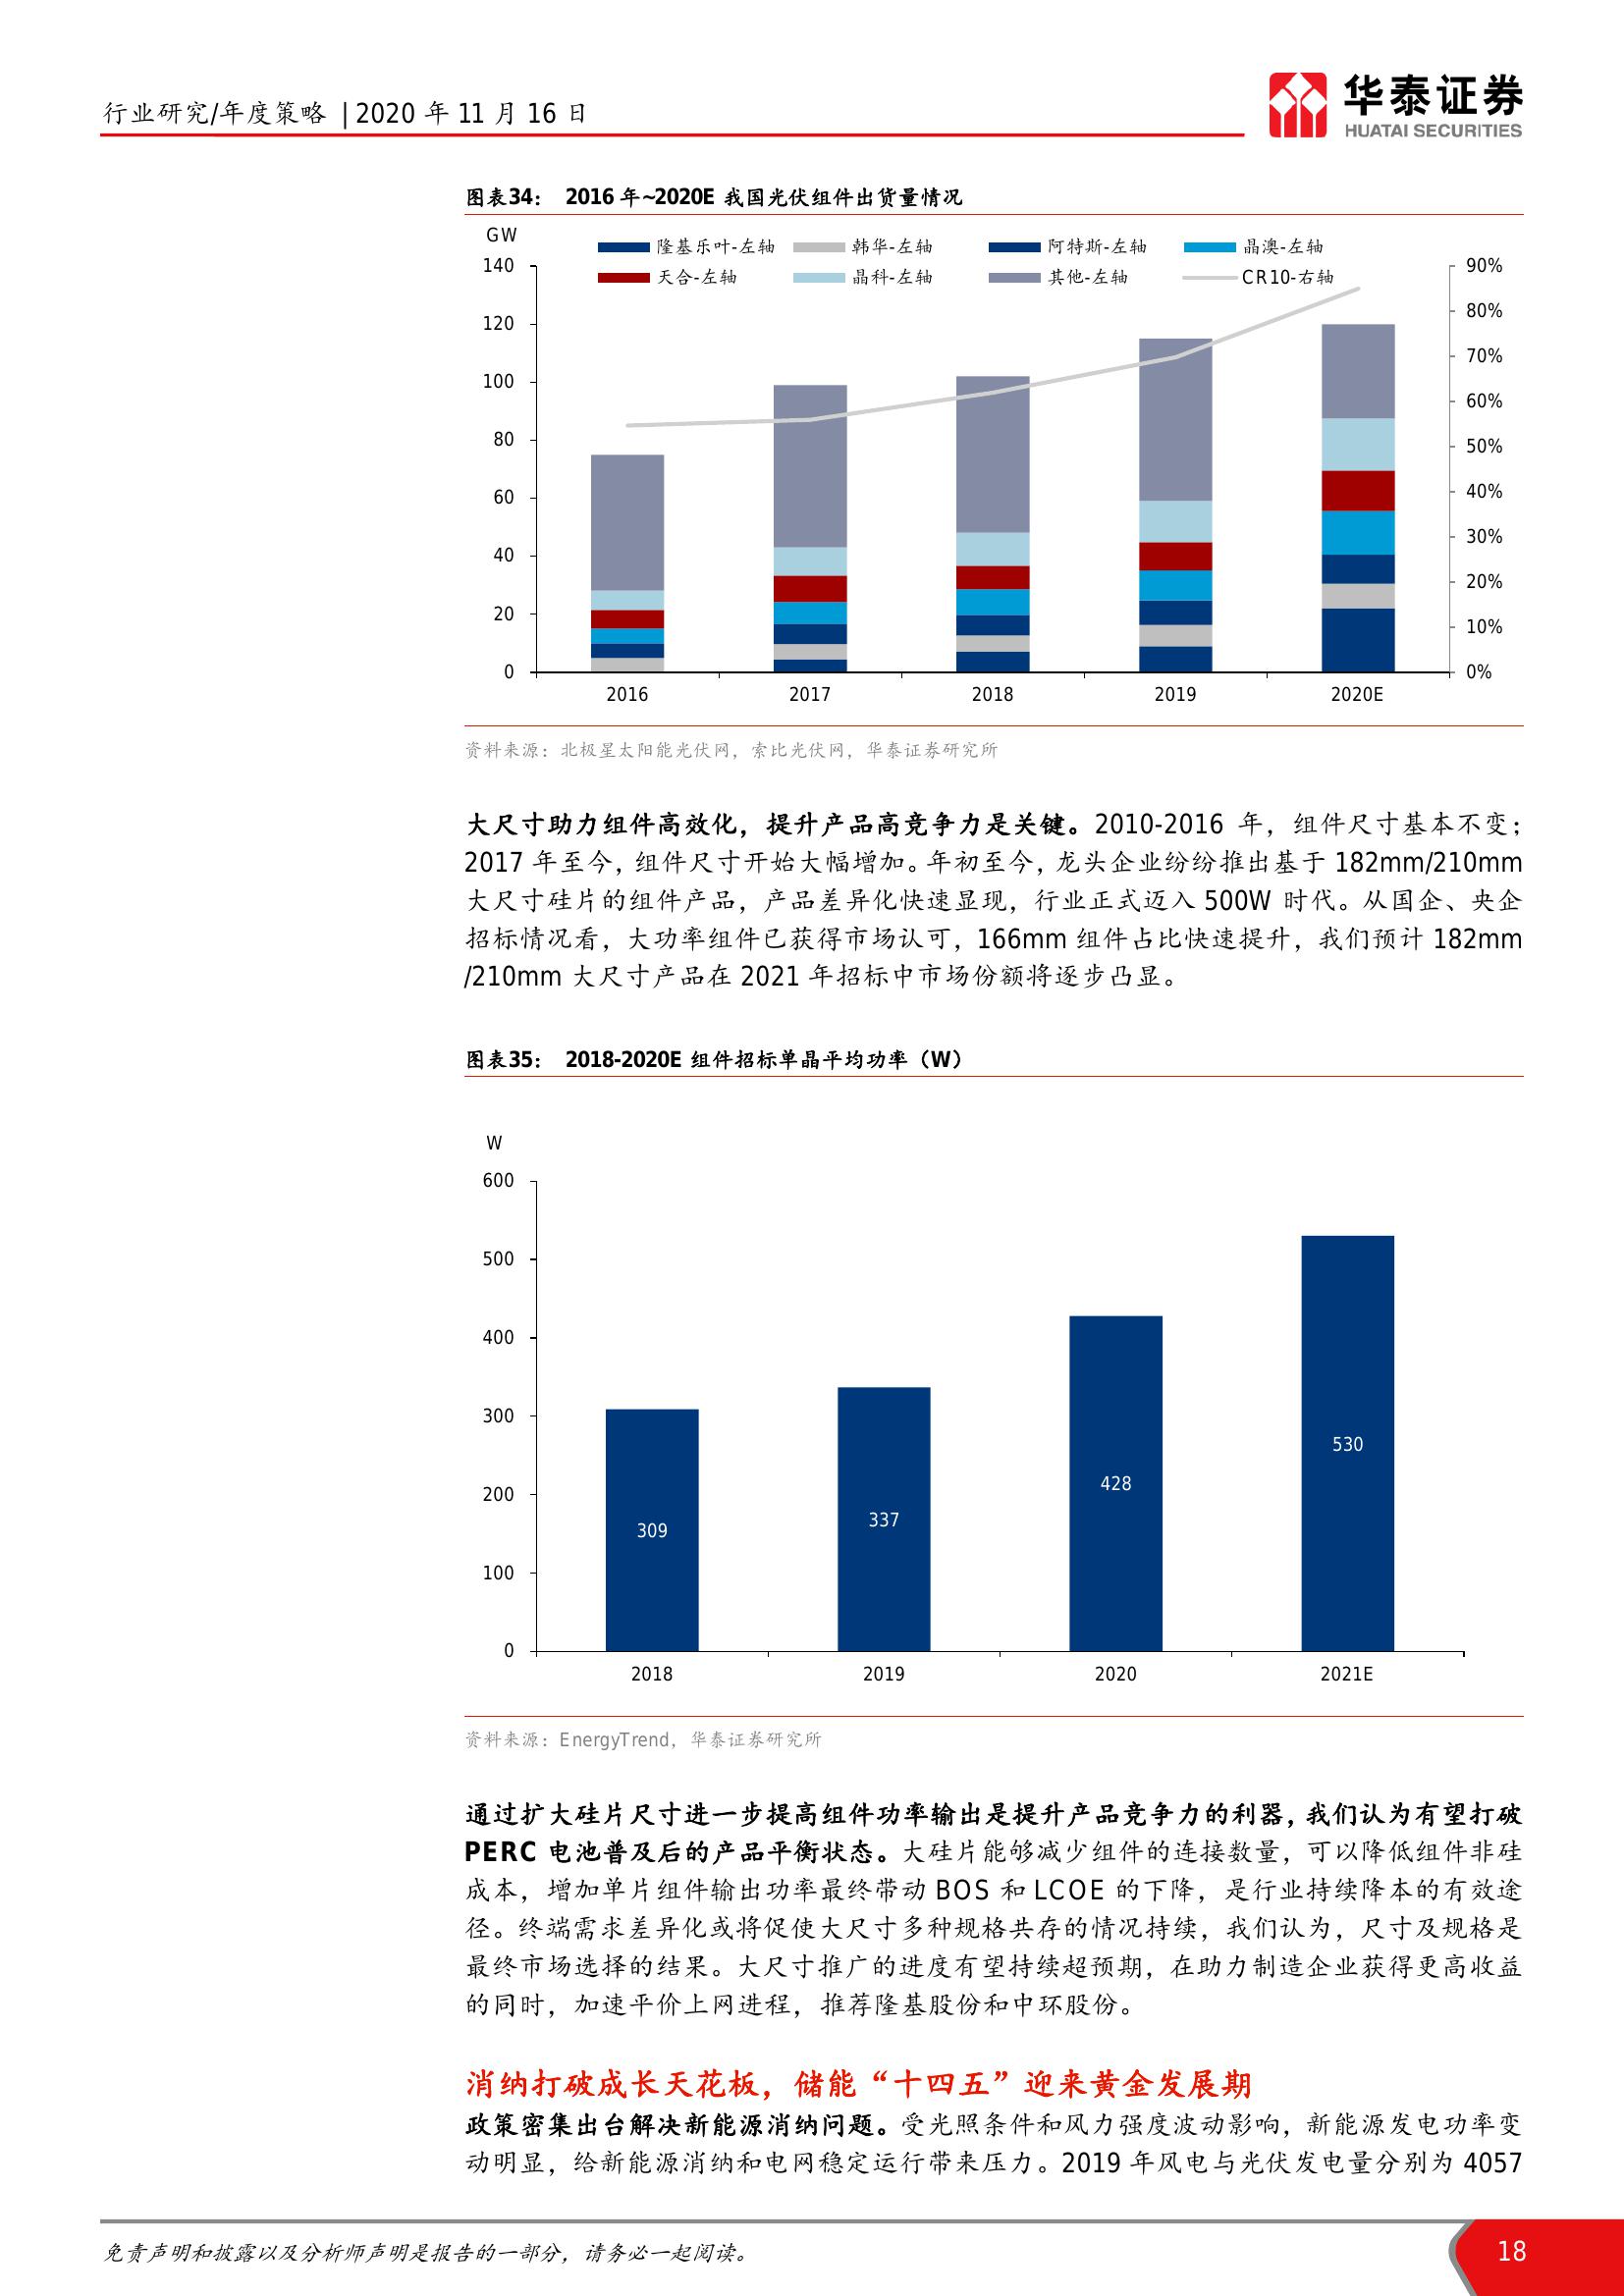 行业研究/年度策略 | 2020 年 11 月 16 日
华泰证券
HUATAI SECURITIES
图表34： 2016 年~2020E 我国光伏组件出货量情况
GW
隆基乐叶-左轴 韩华-左轴 阿特斯-左轴 晶澳-左轴
天合-左轴 晶科-左轴 其他-左轴 CR10-右轴
140 90%
120 80%
100 70%
80 60%
60 50%
40 40%
20 30%
0 20%
10%
0%
2016 2017 2018 2019 2020E
资料来源：北极星太阳能光伏网，索比光伏网，华泰证券研究所
大尺寸助力组件高效化，提升产品高竞争力是关键。2010-2016 年，组件尺寸基本不变；
2017 年至今，组件尺寸开始大幅增加。年初至今，龙头企业纷纷推出基于 182mm/210mm
大尺寸硅片的组件产品，产品差异化快速显现，行业正式迈入 500W 时代。从国企、央企
招标情况看，大功率组件已获得市场认可，166mm 组件占比快速提升，我们预计 182mm
/210mm 大尺寸产品在 2021 年招标中市场份额将逐步凸显。
图表35： 2018-2020E 组件招标单晶平均功率（W）
W
600
500
400
300
200
100
0
309
337
428
530
2018 2019 2020 2021E
资料来源：EnergyTrend，华泰证券研究所
通过扩大硅片尺寸进一步提高组件功率输出是提升产品竞争力的利器，我们认为有望打破
PERC 电池普及后的产品平衡状态。大硅片能够减少组件的连接数量，可以降低组件非硅
成本，增加单片组件输出功率最终带动 BOS 和 LCOE 的下降，是行业持续降本的有效途
径。终端需求差异化或将促使大尺寸多种规格共存的情况持续，我们认为，尺寸及规格是
最终市场选择的结果。大尺寸推广的进度有望持续超预期，在助力制造企业获得更高收益
的同时，加速平价上网进程，推荐隆基股份和中环股份。
消纳打破成长天花板，储能“十四五”迎来黄金发展期
政策密集出台解决新能源消纳问题。受光照条件和风力强度波动影响，新能源发电功率变
动明显，给新能源消纳和电网稳定运行带来压力。2019 年风电与光伏发电量分别为 4057
免责声明和披露以及分析师声明是报告的一部分，请务必一起阅读。
18